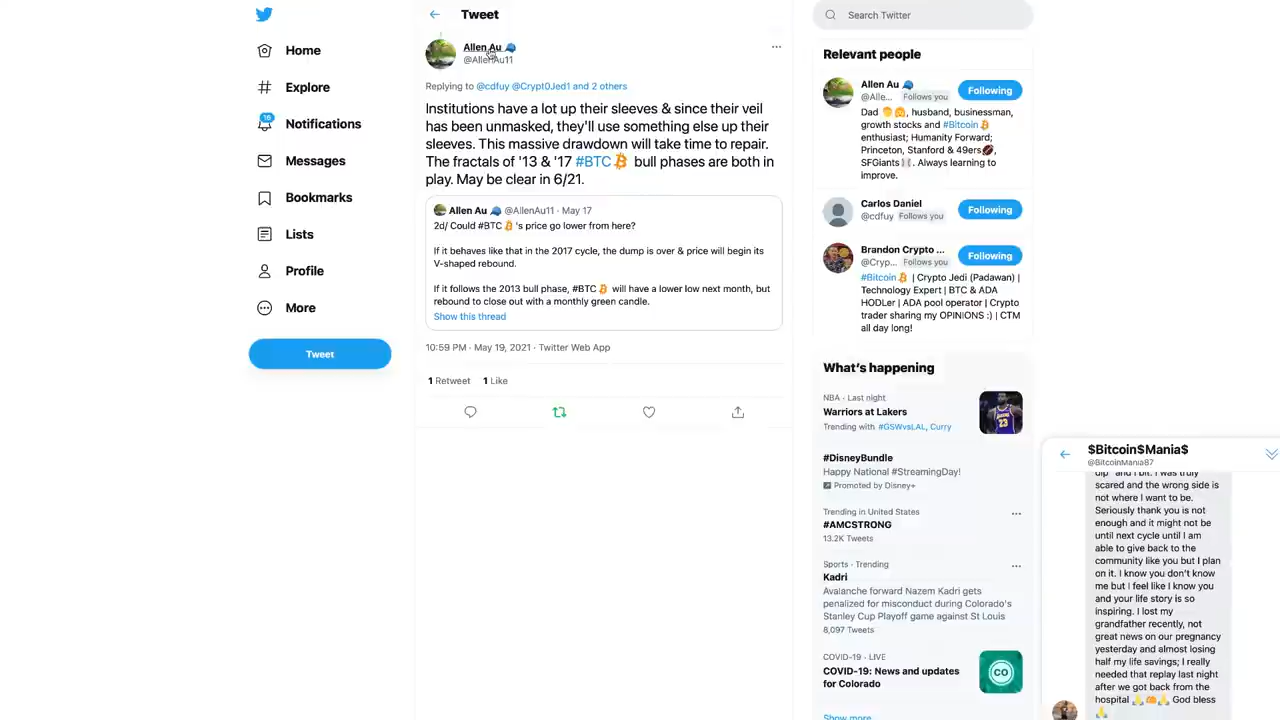 Home
Explore
16
Notifications
Messages
Bookmarks
Lists
Profile
More
Tweet
Tweet
Allen Au
@AllenAu11
Replying to @cdfuy @Crypt0Jed1 and 2 others
Institutions have a lot up their sleeves & since their veil
has been unmasked, they'll use something else up their
sleeves. This massive drawdown will take time to repair.
The fractals of '13 & '17 #BTC bull phases are both in
play. May be clear in 6/21.
Allen Au @AllenAu11 · May 17
2d/ Could #BTC 's price go lower from here?
If it behaves like that in the 2017 cycle, the dump is over & price will begin its
V-shaped rebound.
If it follows the 2013 bull phase, #BTC will have a lower low next month, but
rebound to close out with a monthly green candle.
Show this thread
10:59 PM · May 19, 2021 · Twitter Web App
1 Retweet 1 Like
Search Twitter
Relevant people
Allen Au
@Alle... Follows you
Following
Dad, husband, businessman,
growth stocks and #Bitcoin
enthusiast; Humanity Forward;
Princeton, Stanford & 49ers,
SFGiants. Always learning to
improve.
Carlos Daniel
@cdfuy Follows you
Following
Brandon Crypto ...
@Cryp... Follows you
Following
#Bitcoin | Crypto Jedi (Padawan) |
Technology Expert | BTC & ADA
HODLer | ADA pool operator | Crypto
trader sharing my OPINIONS :) | CTM
all day long!
What's happening
NBA · Last night
Warriors at Lakers
Trending with #GSWvsLAL, Curry
#DisneyBundle
Happy National #StreamingDay!
Promoted by Disney+
Trending in United States
#AMCSTRONG
13.2K Tweets
Sports · Trending
Kadri
Avalanche forward Nazem Kadri gets
penalized for misconduct during Colorado's
Stanley Cup Playoff game against St Louis
8,097 Tweets
COVID-19 · LIVE
COVID-19: News and updates
for Colorado
CO
Show more
$Bitcoin$Mania$
@BitcoinMania87
dip" and I bit. I was truly
scared and the wrong side is
not where I want to be.
Seriously thank you is not
enough and it might not be
until next cycle until I am
able to give back to the
community like you but I plan
on it. I know you don't know
me but I feel like I know you
and your life story is so
inspiring. I lost my
grandfather recently, not
great news on our pregnancy
yesterday and almost losing
half my life savings; I really
needed that replay last night
after we got back from the
hospital God bless